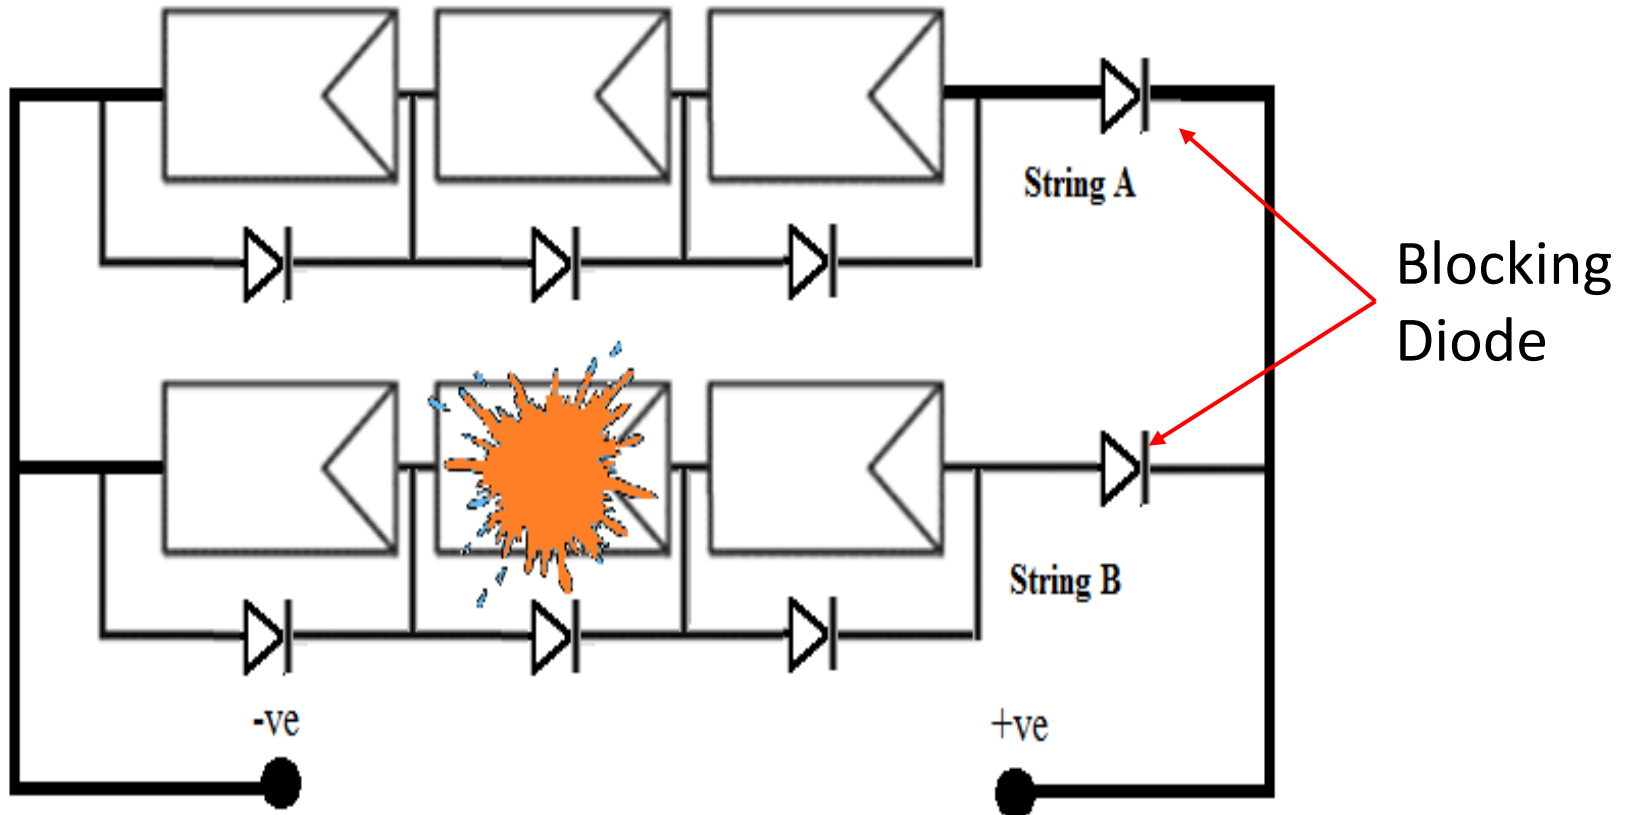 String A
Blocking
Diode
String B
-ve
+ve